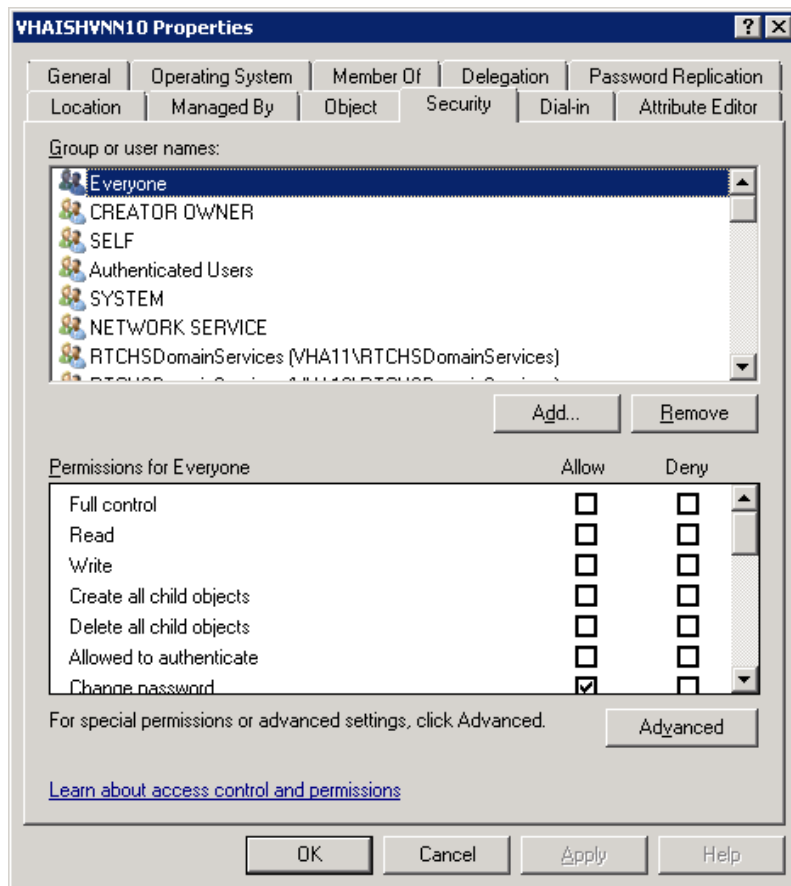 VHAISHVNN10 Properties
General Operating System Member Of Delegation Password Replication
Location Managed By Object Security Dial-in Attribute Editor
Group or user names:
Everyone
CREATOR OWNER
SELF
Authenticated Users
SYSTEM
NETWORK SERVICE
RTCHSDomainServices (VHA11\RTCHSDomainServices)
Add... Remove
Permissions for Everyone Allow Deny
Full control
Read
Write
Create all child objects
Delete all child objects
Allowed to authenticate
Change password
For special permissions or advanced settings, click Advanced. Advanced
Learn about access control and permissions
OK Cancel Apply Help